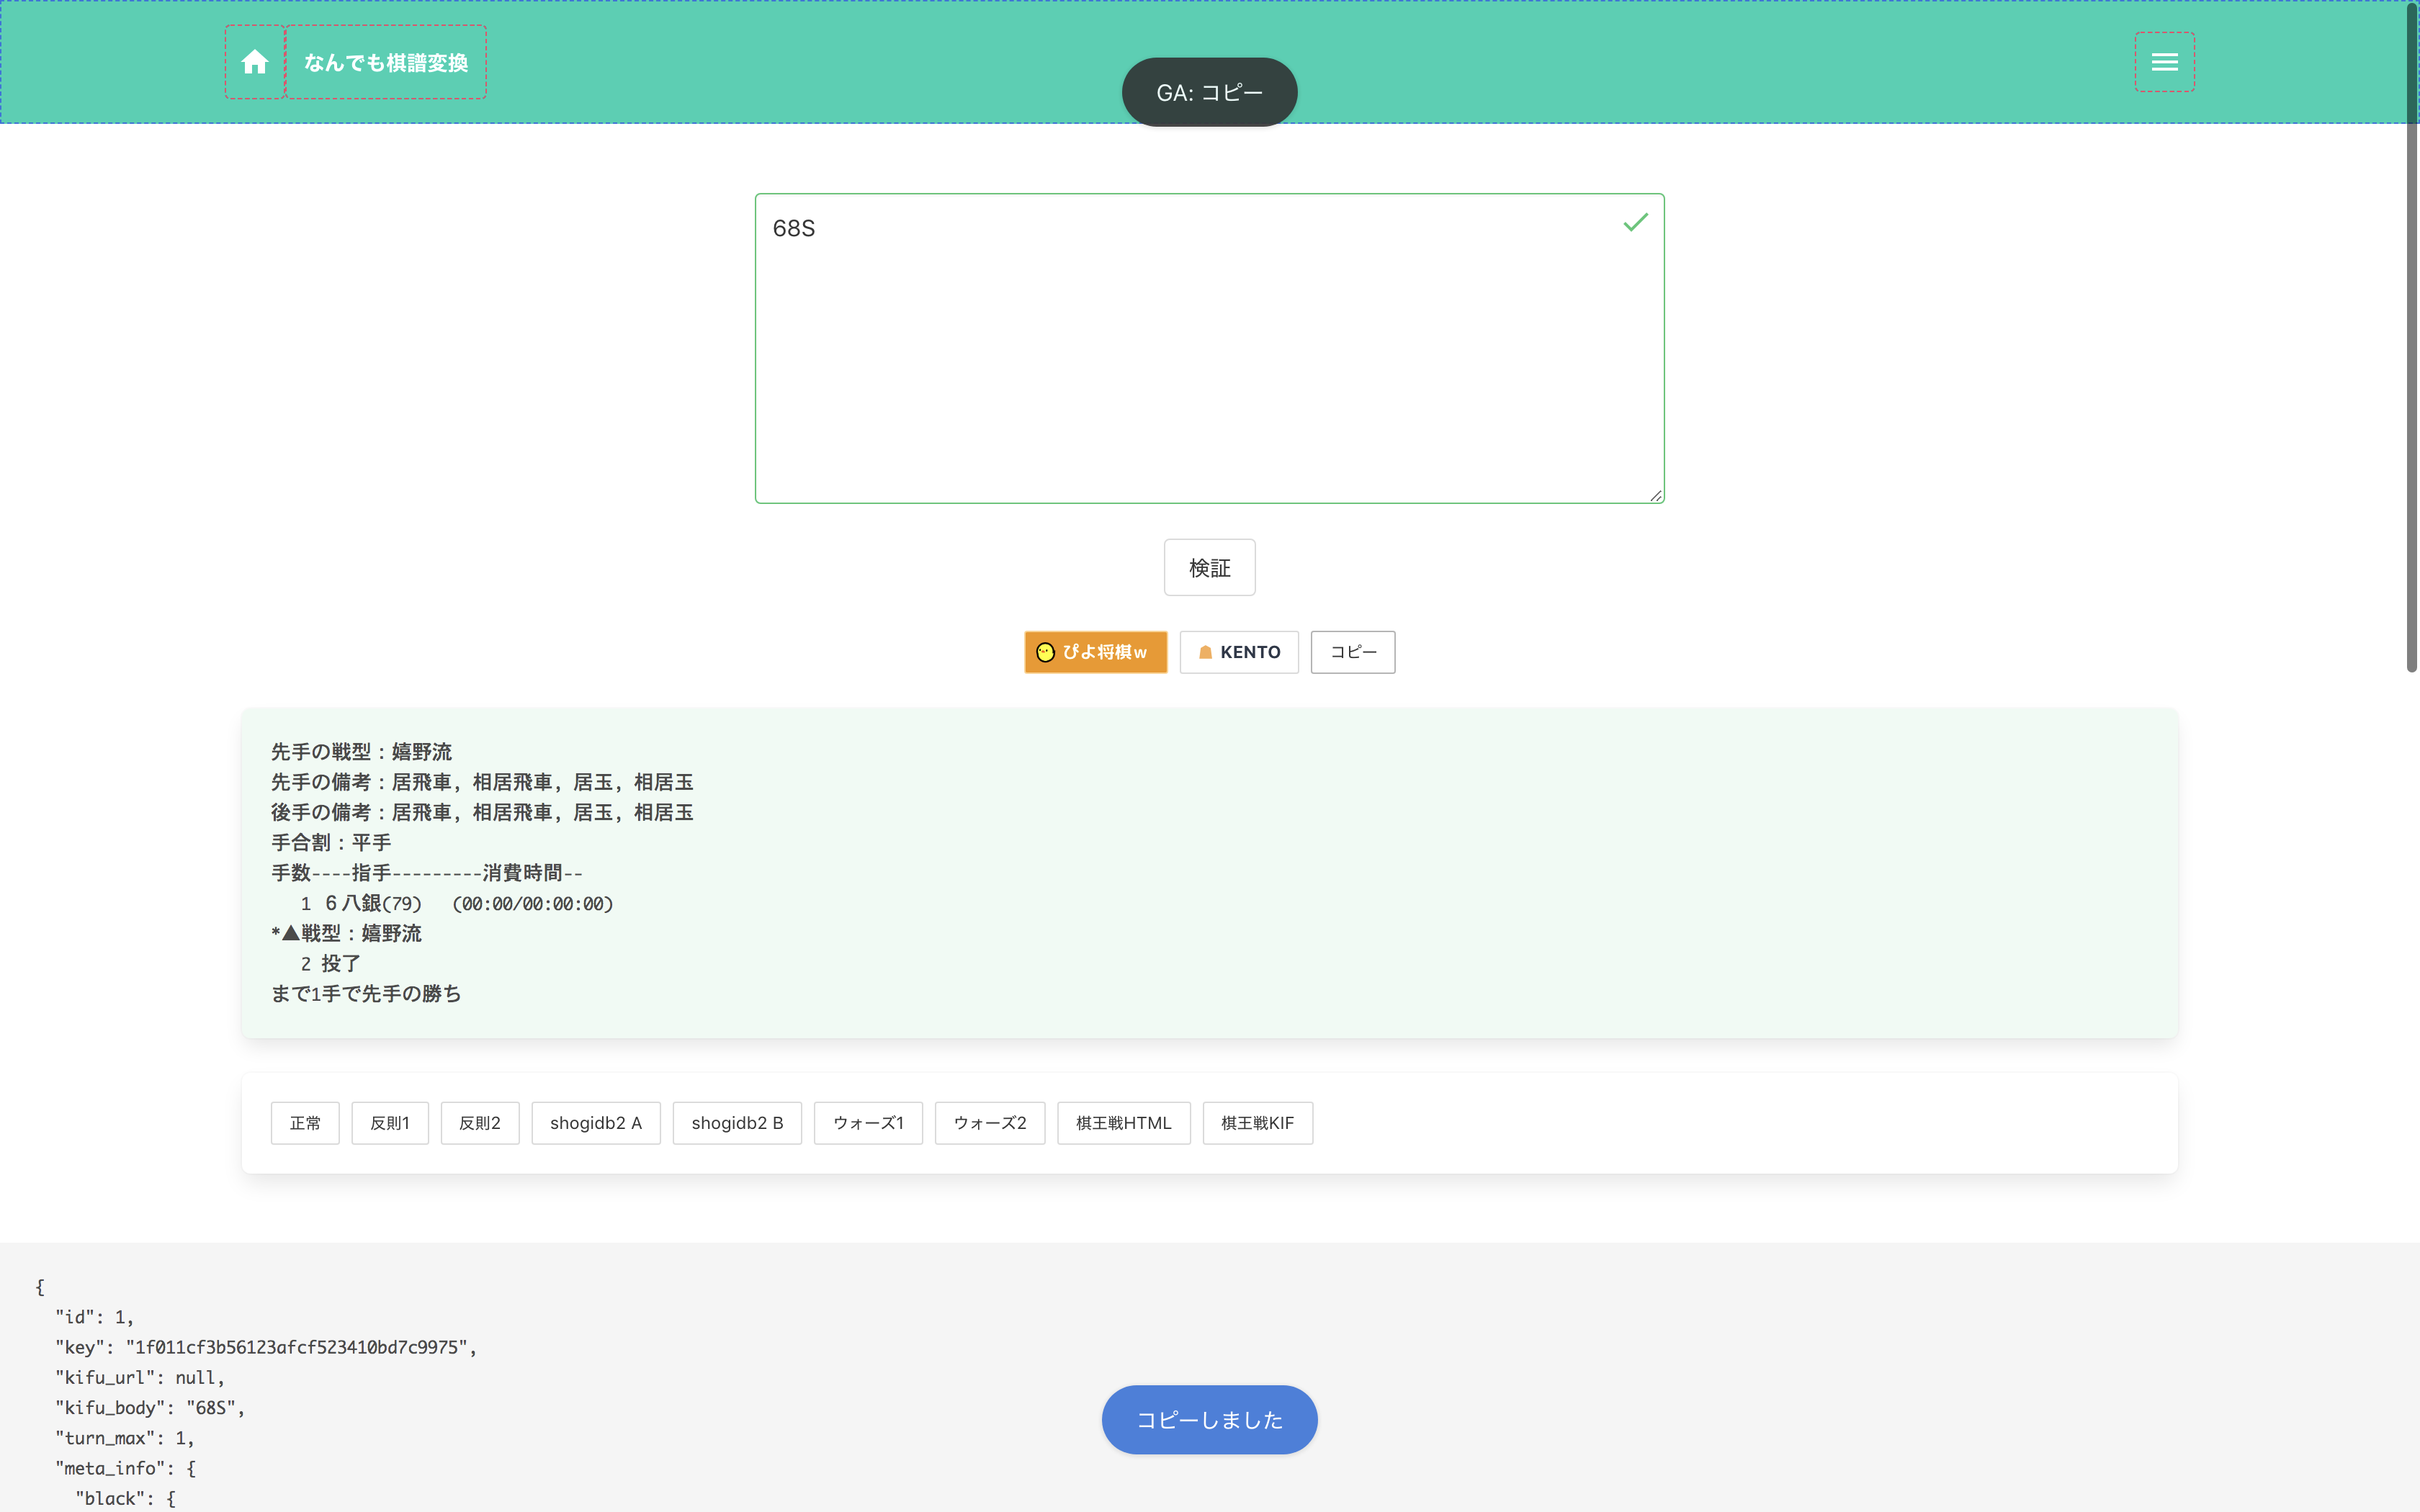 なんでも棋譜変換
GA: コピー
68S
検証
ぴよ将棋w KENTO コピー
先手の戦型：嬉野流
先手の備考：居飛車, 相居飛車, 居玉, 相居玉
後手の備考：居飛車, 相居飛車, 居玉, 相居玉
手合割：平手
手数----指手---------消費時間--
1 ６八銀(79) (00:00/00:00:00)
*▲戦型：嬉野流
2 投了
まで1手で先手の勝ち
正常 反則1 反則2 shogidb2 A shogidb2 B ウォーズ1 ウォーズ2 棋王戦HTML 棋王戦KIF
{
"id": 1,
"key": "1f011cf3b56123afcf523410bd7c9975",
"kifu_url": null,
"kifu_body": "68S",
"turn_max": 1,
"meta_info": {
"black": {
コピーしました